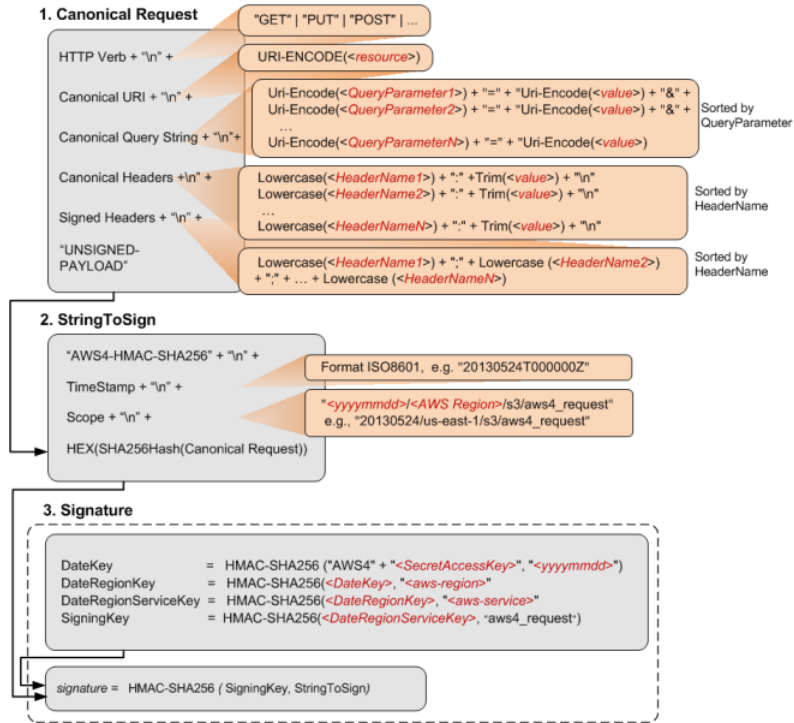 1. Canonical Request
"GET" | "PUT" | "POST" | ...
HTTP Verb + "\n" +
URI-ENCODE(<resource>)
Canonical URI + "\n" +
Uri-Encode(<QueryParameter1>) + "=" + "Uri-Encode(<value>) + "&" +
Uri-Encode(<QueryParameter2>) + "=" + "Uri-Encode(<value>) + "&" +
...
Uri-Encode(<QueryParameterN>) + "=" + "Uri-Encode(<value>)
Sorted by
QueryParameter
Canonical Query String + "\n"+
Canonical Headers +\n" +
Lowercase(<HeaderName1>) + ":" +Trim(<value>) + "\n"
Lowercase(<HeaderName2>) + ":" + Trim(<value>) + "\n"
...
Lowercase(<HeaderNameN>) + ":" + Trim(<value>) + "\n"
Sorted by
HeaderName
Signed Headers + "\n" +
"UNSIGNED-
PAYLOAD"
Lowercase(<HeaderName1>) + ";" + Lowercase (<HeaderName2>)
+ ";" + ... + Lowercase (<HeaderNameN>)
Sorted by
HeaderName
2. StringToSign
"AWS4-HMAC-SHA256" + "\n" +
Format ISO8601, e.g. "20130524T000000Z"
TimeStamp + "\n" +
"<yyyymmdd>/<AWS Region>/s3/aws4_request"
e.g., "20130524/us-east-1/s3/aws4_request"
Scope + "\n" +
HEX(SHA256Hash(Canonical Request))
3. Signature
DateKey = HMAC-SHA256 ("AWS4" + "<SecretAccessKey>", "<yyyymmdd>")
DateRegionKey = HMAC-SHA256(<DateKey>, "<aws-region>"
DateRegionServiceKey = HMAC-SHA256(<DateRegionKey>, "<aws-service>"
SigningKey = HMAC-SHA256(<DateRegionServiceKey>, "aws4_request")
signature = HMAC-SHA256 ( SigningKey, StringToSign)